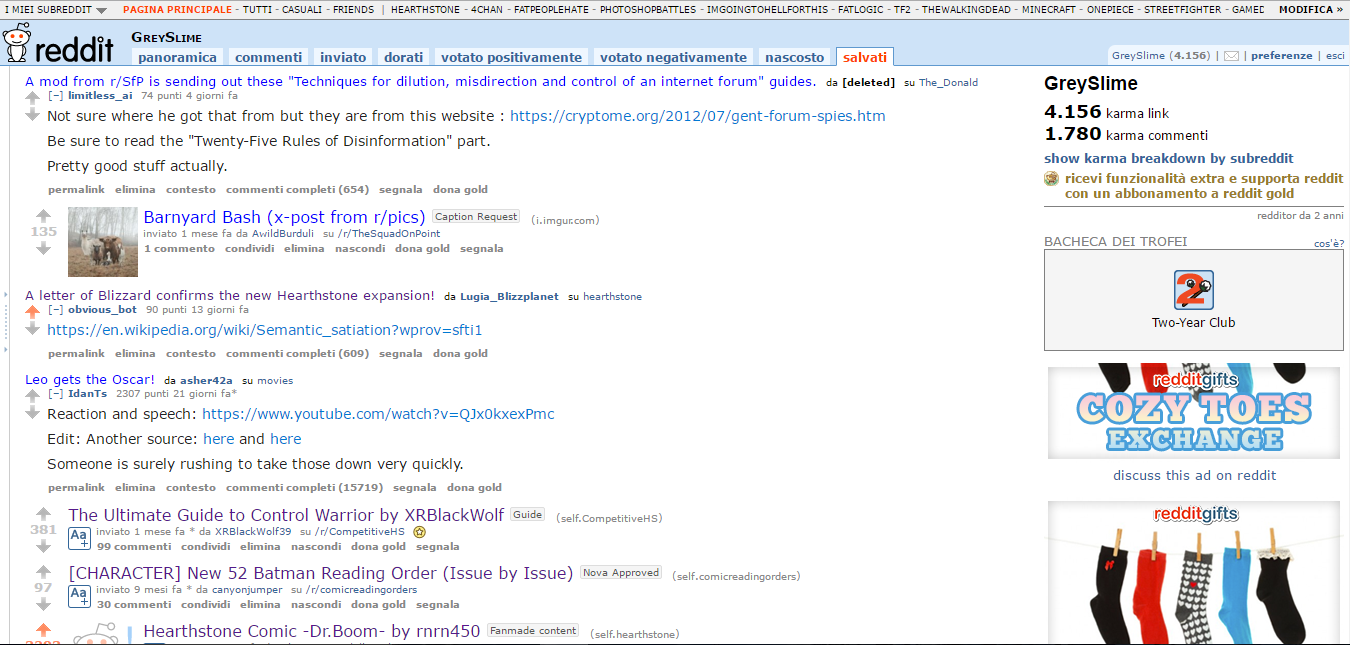 I MIEI SUBREDDIT PAGINA PRINCIPALE - TUTTI - CASUALI - FRIENDS | HEARTHSTONE - 4CHAN - FATPEOPLEHATE - PHOTOSHOPBATTLES - IMGOINGTOHELLFORTHIS - FATLOGIC - TF2 - THEWALKINGDEAD - MINECRAFT - ONEPIECE - STREETFIGHTER - GAMED MODIFICA »
reddit GREYSLIME
panoramica commenti inviato dorati votato positivamente votato negativamente nascosto salvati
GreySlime (4.156) | preferenze | esci
A mod from r/SfP is sending out these "Techniques for dilution, misdirection and control of an internet forum" guides. da [deleted] su The_Donald
[–] limitless_ai 74 punti 4 giorni fa
Not sure where he got that from but they are from this website : https://cryptome.org/2012/07/gent-forum-spies.htm
Be sure to read the "Twenty-Five Rules of Disinformation" part.
Pretty good stuff actually.
permalink elimina contesto commenti completi (654) segnala dona gold
135
Barnyard Bash (x-post from r/pics) Caption Request (i.imgur.com)
inviato 1 mese fa da AwildBurduli su /r/TheSquadOnPoint
1 commento condividi elimina nascondi dona gold segnala
A letter of Blizzard confirms the new Hearthstone expansion! da Lugia_Blizzplanet su hearthstone
[–] obvious_bot 90 punti 13 giorni fa
https://en.wikipedia.org/wiki/Semantic_satiation?wprov=sfti1
permalink elimina contesto commenti completi (609) segnala dona gold
Leo gets the Oscar! da asher42a su movies
[–] IdanTs 2307 punti 21 giorni fa*
Reaction and speech: https://www.youtube.com/watch?v=QJx0kxexPmc
Edit: Another source: here and here
Someone is surely rushing to take those down very quickly.
permalink elimina contesto commenti completi (15719) segnala dona gold
381
Aa+
The Ultimate Guide to Control Warrior by XRBlackWolf Guide (self.CompetitiveHS)
inviato 1 mese fa * da XRBlackWolf39 su /r/CompetitiveHS
99 commenti condividi elimina nascondi dona gold segnala
97
Aa+
[CHARACTER] New 52 Batman Reading Order (Issue by Issue) Nova Approved (self.comicreadingorders)
inviato 9 mesi fa * da canyonjumper su /r/comicreadingorders
30 commenti condividi elimina nascondi dona gold segnala
Hearthstone Comic -Dr.Boom- by rnrn450 Fanmade content (self.hearthstone)
GreySlime
4.156 karma link
1.780 karma commenti
show karma breakdown by subreddit
ricevi funzionalità extra e supporta reddit
con un abbonamento a reddit gold
redditor da 2 anni
BACHECA DEI TROFEI cos'è?
2
Two-Year Club
redditgifts
COZY TOES
EXCHANGE
discuss this ad on reddit
redditgifts